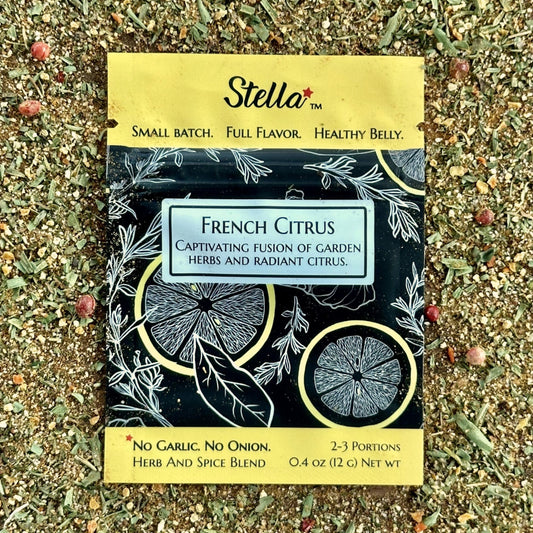 Stella™
Small batch. Full Flavor. Healthy Belly.
French Citrus
Captivating fusion of garden
herbs and radiant citrus.
*No Garlic. No Onion.
Herb And Spice Blend
2-3 Portions
0.4 oz (12 g) Net wt